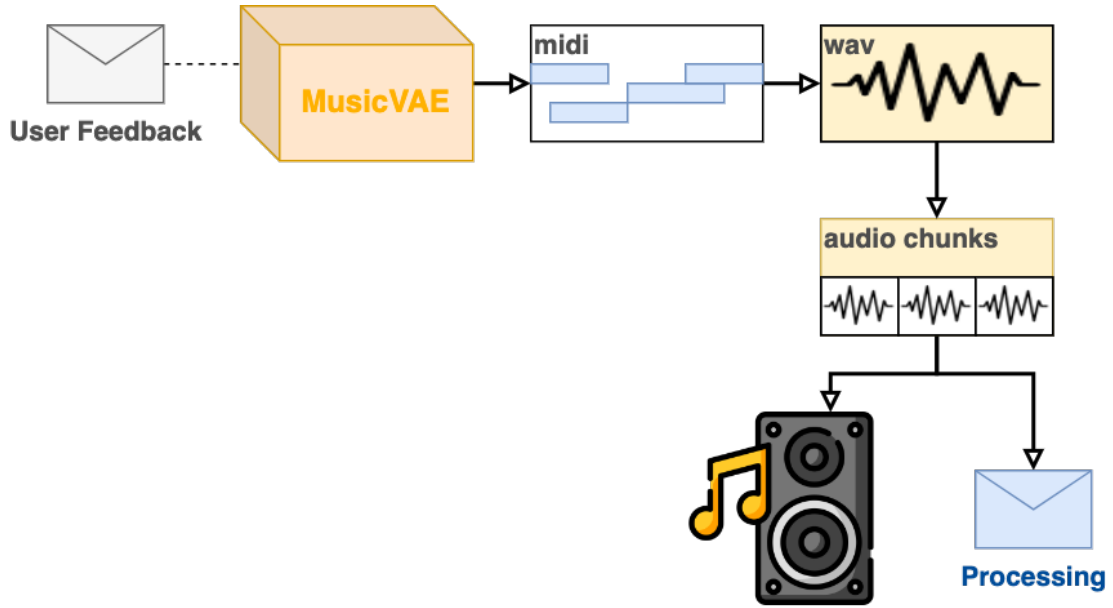 User Feedback
MusicVAE
midi
wav
audio chunks
Processing